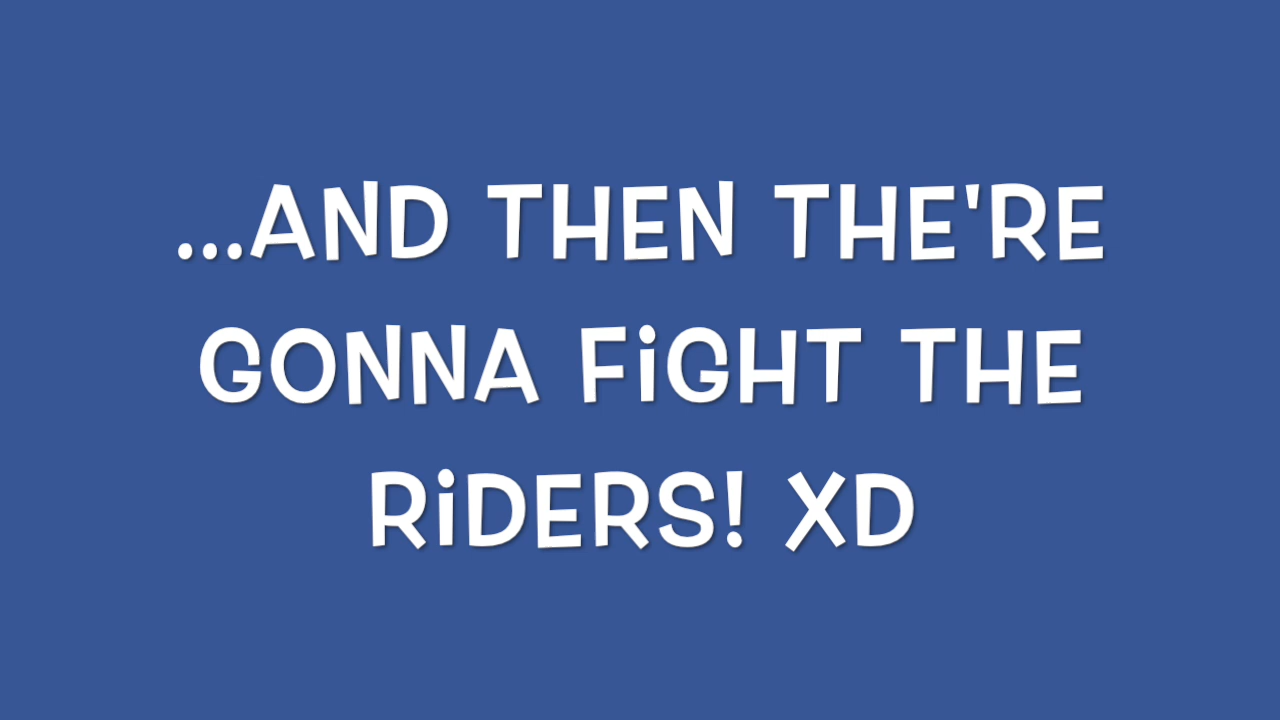 ...AND THEN THE'RE
GONNA FiGHT THE
RiDERS! XD